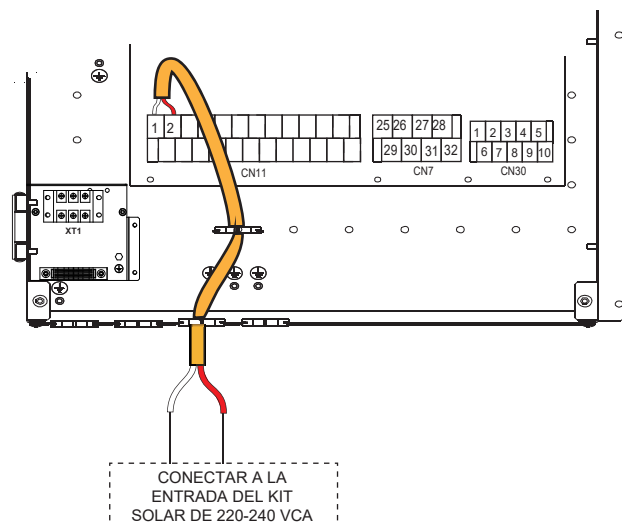 1 2
25 26 27 28
29 30 31 32
1 2 3 4 5
6 7 8 9 10
CN11
CN7
CN30
XT1
CONECTAR A LA
ENTRADA DEL KIT
SOLAR DE 220-240 VCA